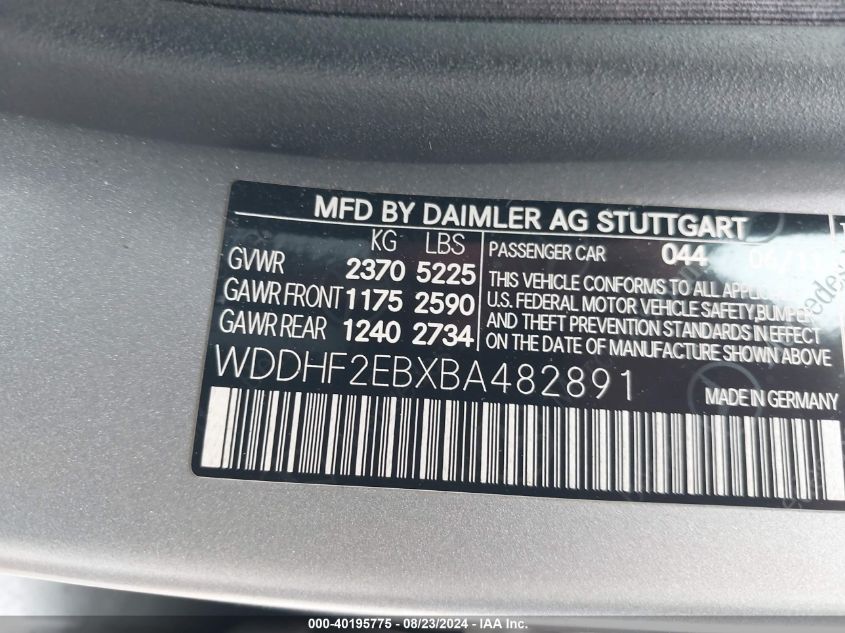 MFD BY DAIMLER AG STUTTGART
KG LBS
GVWR 2370 5225
GAWR FRONT 1175 2590
GAWR REAR 1240 2734
PASSENGER CAR 044
THIS VEHICLE CONFORMS TO ALL
U.S. FEDERAL MOTOR VEHICLE SAFETY, BUMPER
AND THEFT PREVENTION STANDARDS IN EFFECT
ON THE DATE OF MANUFACTURE SHOWN ABOVE.
WDDHF2EBXBA482891
MADE IN GERMANY
000-40195775 - 08/23/2024 - IAA Inc.